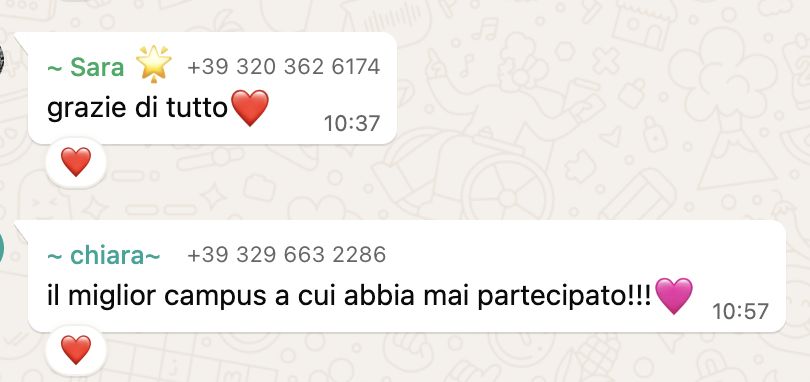 ~ Sara 🌟 +39 320 362 6174
grazie di tutto❤️
10:37
❤️
~ chiara~ +39 329 663 2286
il miglior campus a cui abbia mai partecipato!!!🩷
10:57
❤️